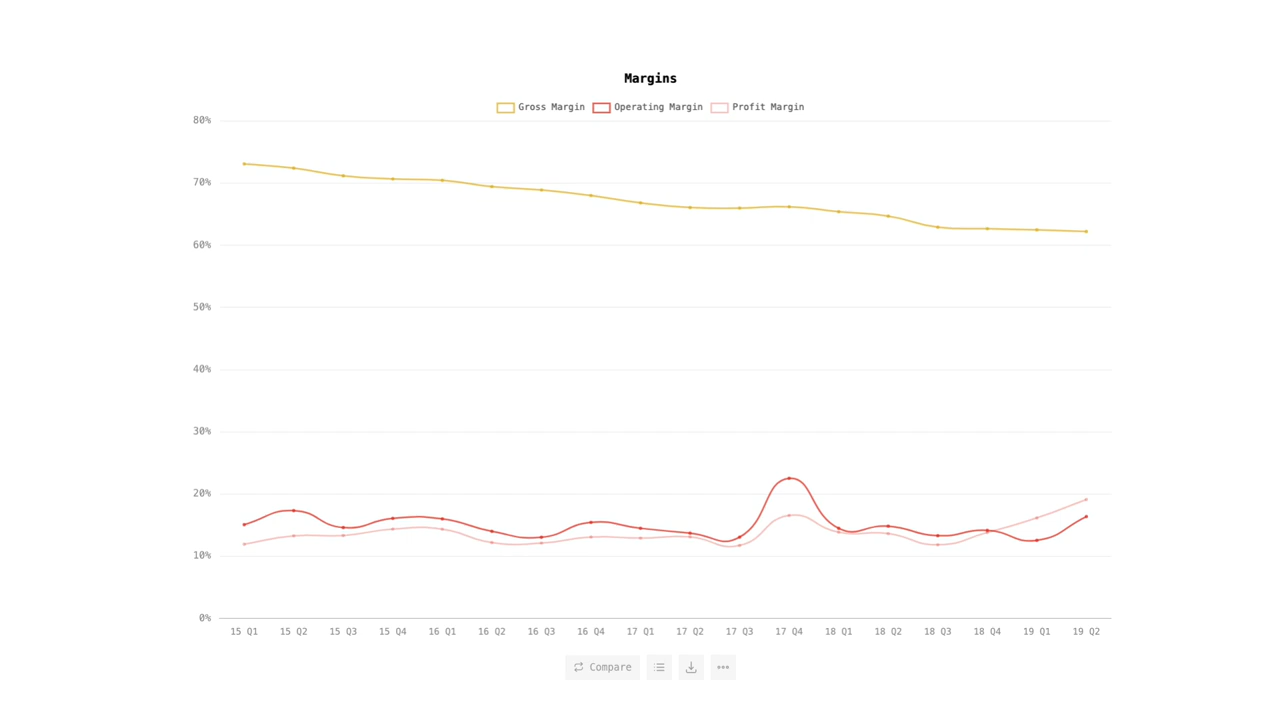 Margins
Gross Margin Operating Margin Profit Margin
80%
70%
60%
50%
40%
30%
20%
10%
0%
15 Q1 15 Q2 15 Q3 15 Q4 16 Q1 16 Q2 16 Q3 16 Q4 17 Q1 17 Q2 17 Q3 17 Q4 18 Q1 18 Q2 18 Q3 18 Q4 19 Q1 19 Q2
Compare